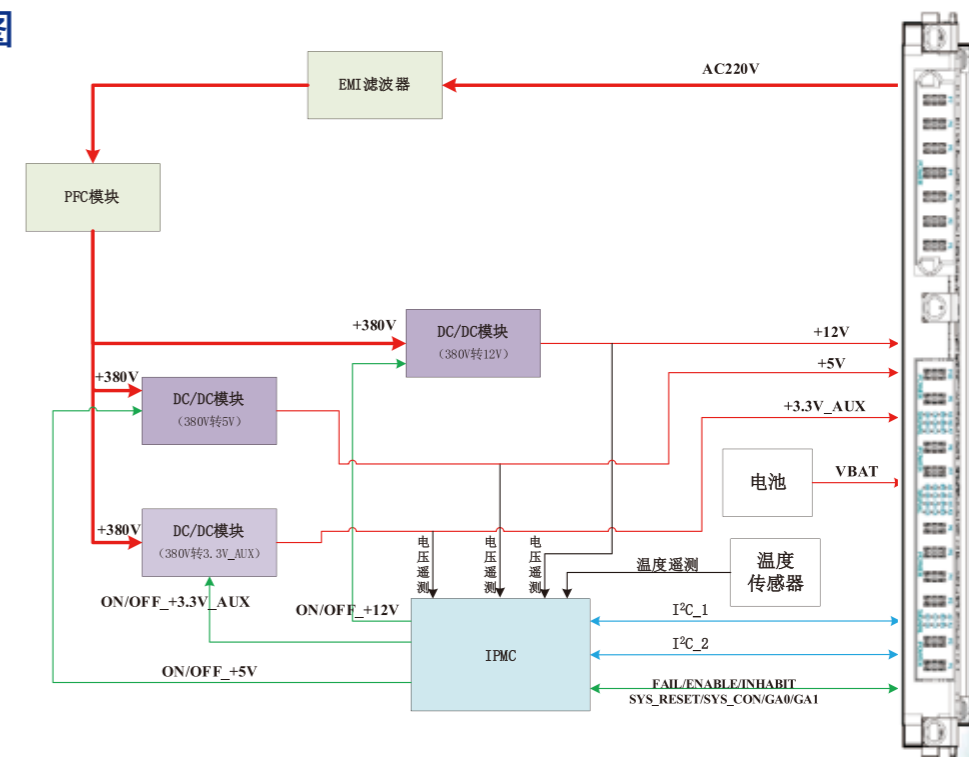 图
AC220V
EMI滤波器
PFC模块
+380V
DC/DC模块
(380V转12V)
+12V
+5V
+380V
DC/DC模块
(380V转5V)
+3.3V_AUX
电池
VBAT
+380V
DC/DC模块
(380V转3.3V_AUX)
电压遥测
电压遥测
电压遥测
温度遥测
温度
传感器
ON/OFF_+3.3V_AUX
ON/OFF_+12V
I²C_1
I²C_2
IPMC
ON/OFF_+5V
FAIL/ENABLE/INHABIT
SYS_RESET/SYS_CON/GA0/GA1